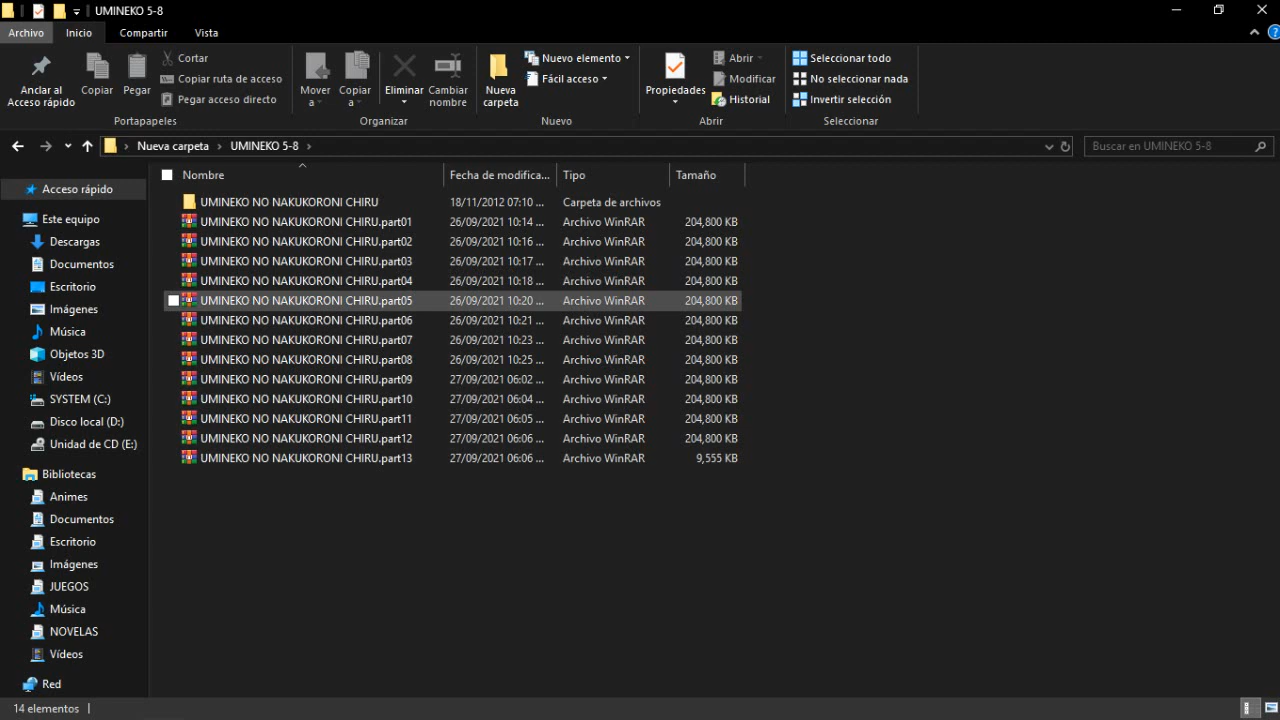 UMINEKO 5-8
Archivo Inicio Compartir Vista
Anclar al Acceso rápido
Copiar
Pegar
Cortar
Copiar ruta de acceso
Pegar acceso directo
Portapapeles
Mover a
Copiar a
Eliminar
Cambiar nombre
Organizar
Nueva carpeta
Nuevo elemento
Fácil acceso
Nuevo
Propiedades
Abrir
Modificar
Historial
Abrir
Seleccionar todo
No seleccionar nada
Invertir selección
Seleccionar
Nueva carpeta > UMINEKO 5-8 >
Buscar en UMINEKO 5-8
Acceso rápido
Este equipo
Descargas
Documentos
Escritorio
Imágenes
Música
Objetos 3D
Vídeos
SYSTEM (C:)
Disco local (D:)
Unidad de CD (E:)
Bibliotecas
Animes
Documentos
Escritorio
Imágenes
JUEGOS
Música
NOVELAS
Vídeos
Red
Nombre Fecha de modifica... Tipo Tamaño
UMINEKO NO NAKUKORONI CHIRU 18/11/2012 07:10 ... Carpeta de archivos
UMINEKO NO NAKUKORONI CHIRU.part01 26/09/2021 10:14 ... Archivo WinRAR 204,800 KB
UMINEKO NO NAKUKORONI CHIRU.part02 26/09/2021 10:16 ... Archivo WinRAR 204,800 KB
UMINEKO NO NAKUKORONI CHIRU.part03 26/09/2021 10:17 ... Archivo WinRAR 204,800 KB
UMINEKO NO NAKUKORONI CHIRU.part04 26/09/2021 10:18 ... Archivo WinRAR 204,800 KB
UMINEKO NO NAKUKORONI CHIRU.part05 26/09/2021 10:20 ... Archivo WinRAR 204,800 KB
UMINEKO NO NAKUKORONI CHIRU.part06 26/09/2021 10:21 ... Archivo WinRAR 204,800 KB
UMINEKO NO NAKUKORONI CHIRU.part07 26/09/2021 10:23 ... Archivo WinRAR 204,800 KB
UMINEKO NO NAKUKORONI CHIRU.part08 26/09/2021 10:25 ... Archivo WinRAR 204,800 KB
UMINEKO NO NAKUKORONI CHIRU.part09 27/09/2021 06:02 ... Archivo WinRAR 204,800 KB
UMINEKO NO NAKUKORONI CHIRU.part10 27/09/2021 06:04 ... Archivo WinRAR 204,800 KB
UMINEKO NO NAKUKORONI CHIRU.part11 27/09/2021 06:05 ... Archivo WinRAR 204,800 KB
UMINEKO NO NAKUKORONI CHIRU.part12 27/09/2021 06:06 ... Archivo WinRAR 204,800 KB
UMINEKO NO NAKUKORONI CHIRU.part13 27/09/2021 06:06 ... Archivo WinRAR 9,555 KB
14 elementos